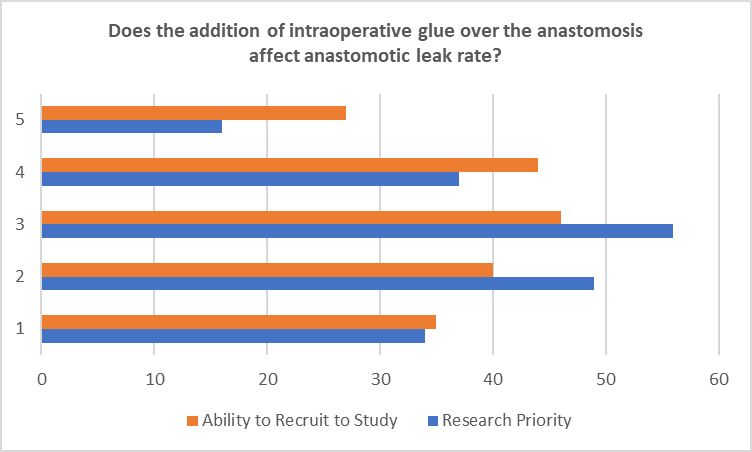 Does the addition of intraoperative glue over the anastomosis
affect anastomotic leak rate?
5
4
3
2
1
0 10 20 30 40 50 60
Ability to Recruit to Study Research Priority